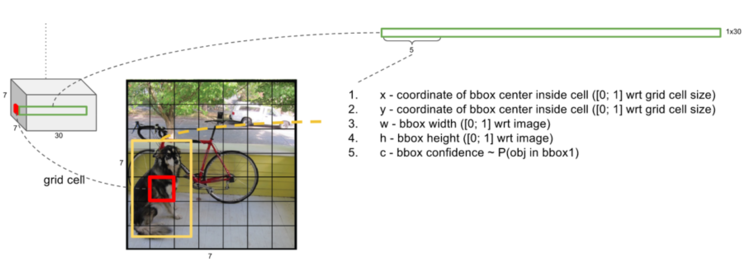 1x30
5
7
7
30
grid cell
7
7
1. x - coordinate of bbox center inside cell ([0; 1] wrt grid cell size)
2. y - coordinate of bbox center inside cell ([0; 1] wrt grid cell size)
3. w - bbox width ([0; 1] wrt image)
4. h - bbox height ([0; 1] wrt image)
5. c - bbox confidence ~ P(obj in bbox1)